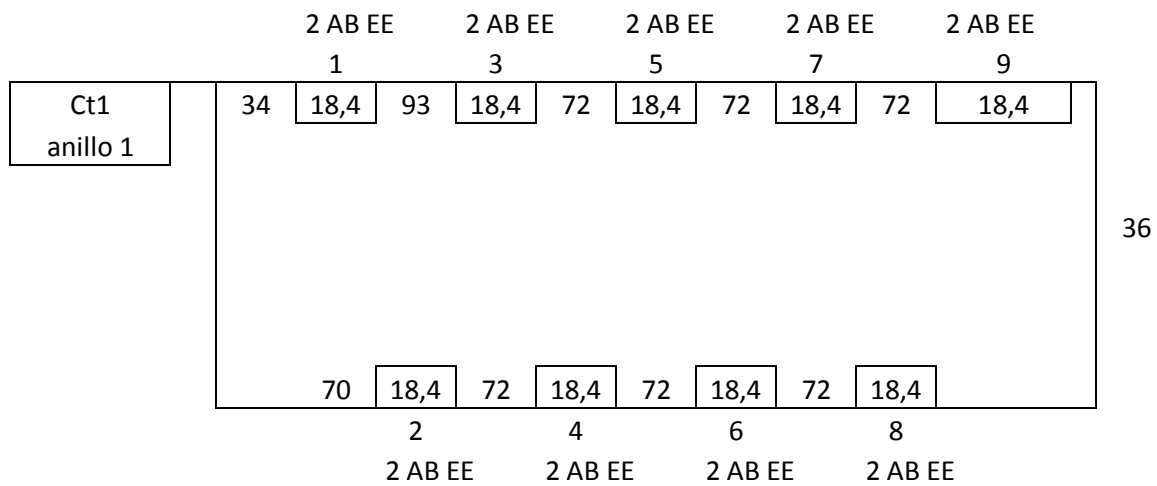 2 AB EE 2 AB EE 2 AB EE 2 AB EE 2 AB EE
1 3 5 7 9
Ct1 34 18,4 93 18,4 72 18,4 72 18,4 72 18,4
anillo 1
36
70 18,4 72 18,4 72 18,4 72 18,4
2 4 6 8
2 AB EE 2 AB EE 2 AB EE 2 AB EE